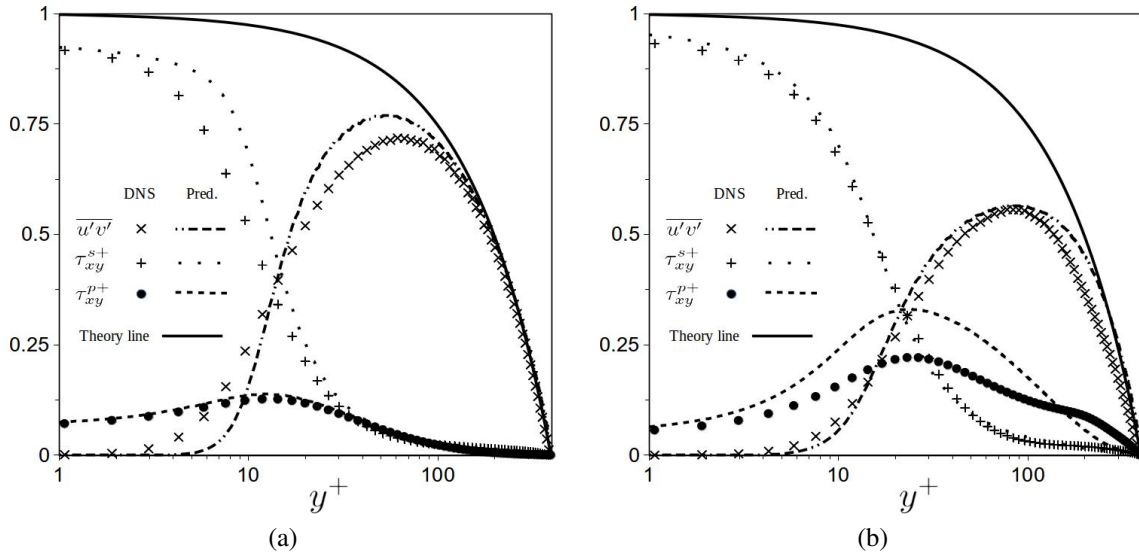 1
0.75
DNS Pred.
$\overline{u'v'}$
0.5
$\tau_{xy}^{s+}$
$\tau_{xy}^{p+}$
Theory line
0.25
0
1 10 100
$y^+$
(a)
1
0.75
DNS Pred.
$\overline{u'v'}$
0.5
$\tau_{xy}^{s+}$
$\tau_{xy}^{p+}$
Theory line
0.25
0
1 10 100
$y^+$
(b)